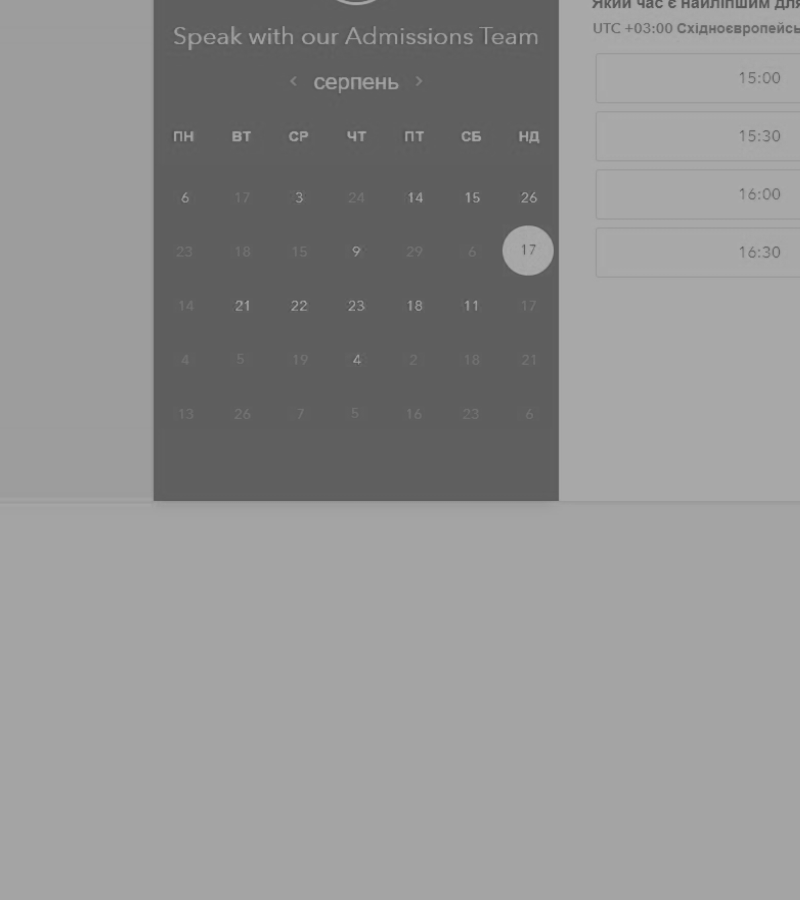 Speak with our Admissions Team
< серпень >
ПН ВТ СР ЧТ ПТ СБ НД
6 17 3 24 14 15 26
23 18 15 9 29 6 17
14 21 22 23 18 11 17
4 5 19 4 2 18 21
13 26 7 5 16 23 6
Який час є найліпшим для
UTC +03:00 Східноєвропейсь
15:00
15:30
16:00
16:30